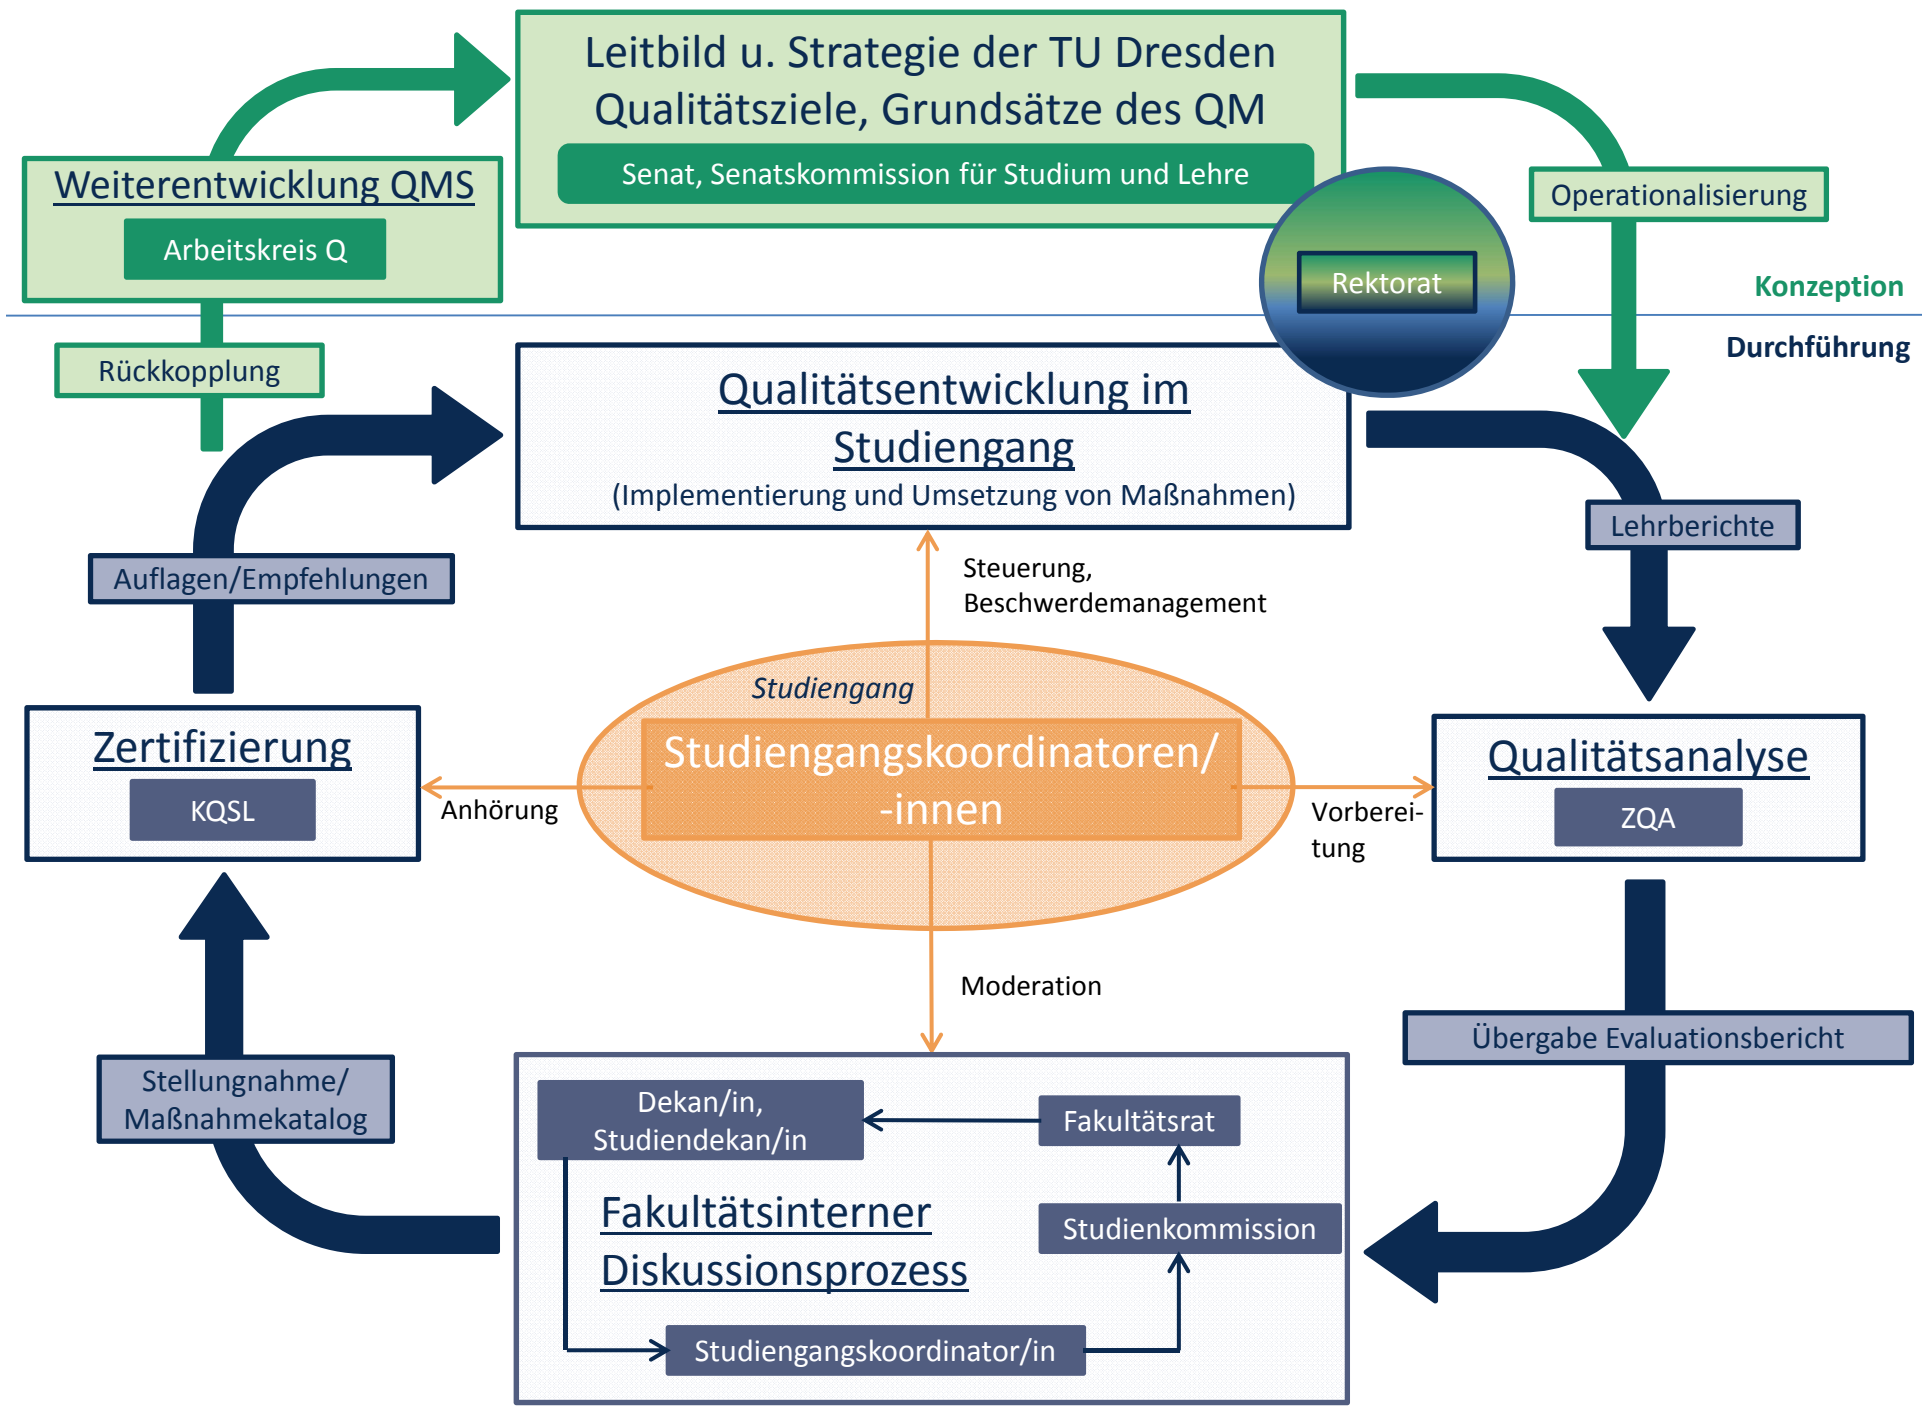 Leitbild u. Strategie der TU Dresden
Qualitätsziele, Grundsätze des QM
Senat, Senatskommission für Studium und Lehre
Weiterentwicklung QMS
Arbeitskreis Q
Operationalisierung
Rektorat
Konzeption
Durchführung
Rückkopplung
Qualitätsentwicklung im
Studiengang
(Implementierung und Umsetzung von Maßnahmen)
Lehrberichte
Auflagen/Empfehlungen
Steuerung,
Beschwerdemanagement
Studiengang
Studiengangskoordinatoren/
-innen
Zertifizierung
KQSL
Anhörung
Vorberei-
tung
Qualitätsanalyse
ZQA
Moderation
Übergabe Evaluationsbericht
Stellungnahme/
Maßnahmekatalog
Dekan/in,
Studiendekan/in
Fakultätsrat
Fakultätsinterner
Diskussionsprozess
Studienkommission
Studiengangskoordinator/in